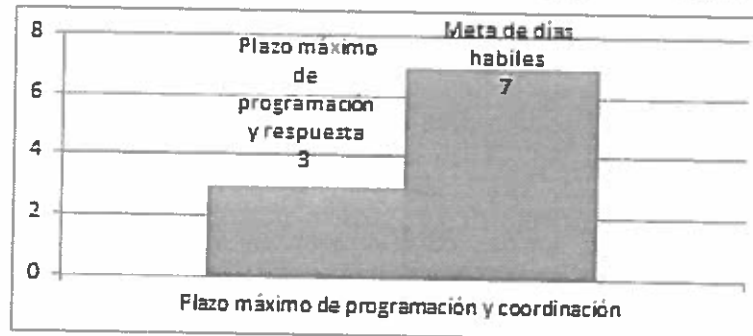 8
6
4
2
0
Plazo máximo
de
programación
y respuesta
3
Meta de días
habiles
7
Plazo máximo de programación y coordinación